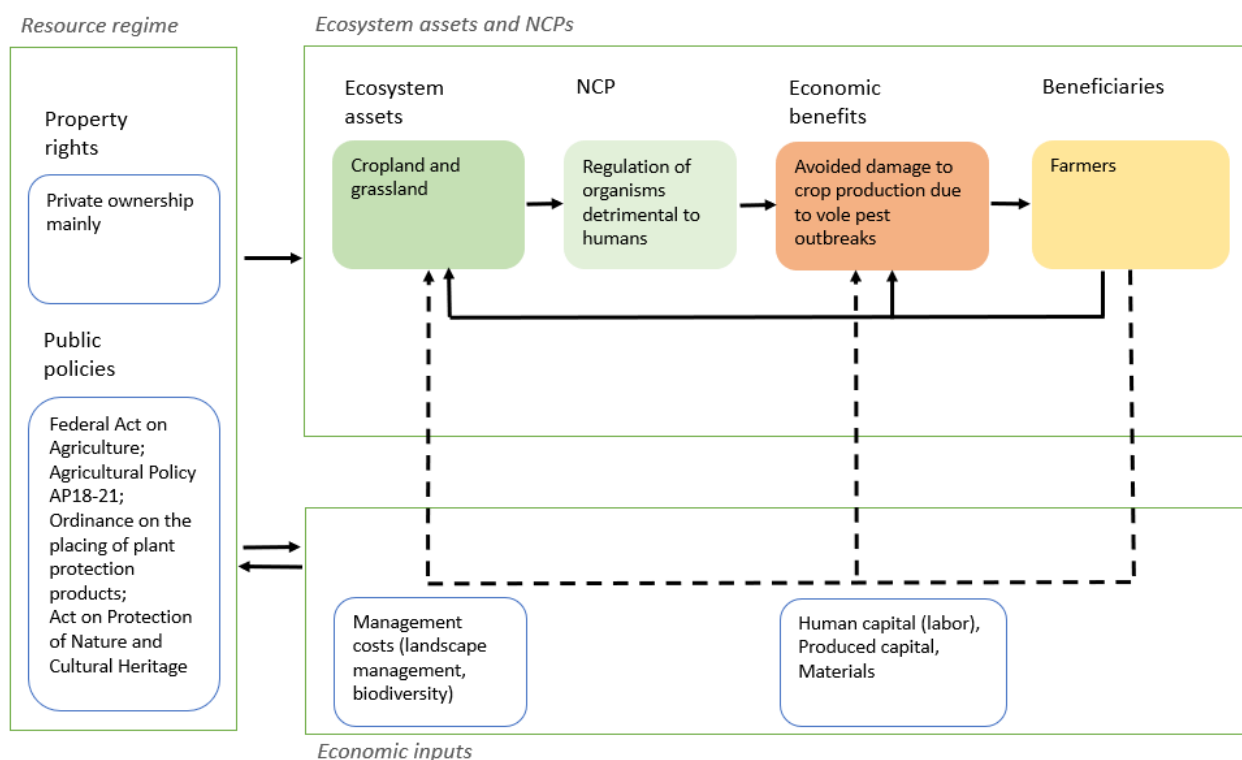 Resource regime
Property
rights
Private ownership
mainly
Public
policies
Federal Act on
Agriculture;
Agricultural Policy
AP18-21;
Ordinance on the
placing of plant
protection
products;
Act on Protection
of Nature and
Cultural Heritage
Ecosystem assets and NCPs
Ecosystem
assets
Cropland and
grassland
NCP
Regulation of
organisms
detrimental to
humans
Economic
benefits
Avoided damage to
crop production due
to vole pest
outbreaks
Beneficiaries
Farmers
Management
costs (landscape
management,
biodiversity)
Human capital (labor),
Produced capital,
Materials
Economic inputs